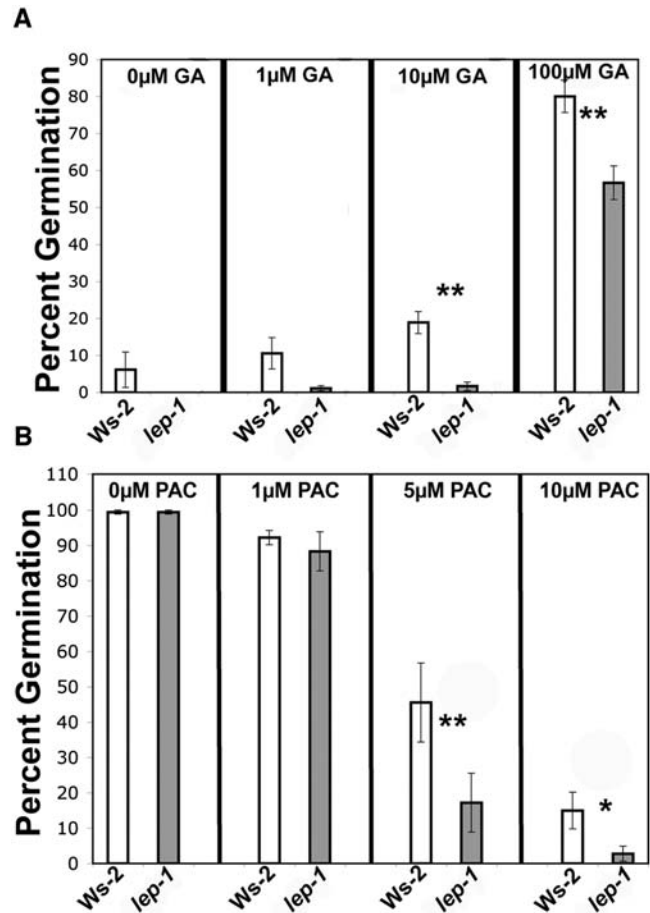 A
Percent Germination
90
80
70
60
50
40
30
20
10
0
0µM GA
1µM GA
10µM GA
100µM GA
**
**
Ws-2
lep-1
Ws-2
lep-1
Ws-2
lep-1
Ws-2
lep-1
B
Percent Germination
110
100
90
80
70
60
50
40
30
20
10
0
0µM PAC
1µM PAC
5µM PAC
10µM PAC
**
*
Ws-2
lep-1
Ws-2
lep-1
Ws-2
lep-1
Ws-2
lep-1